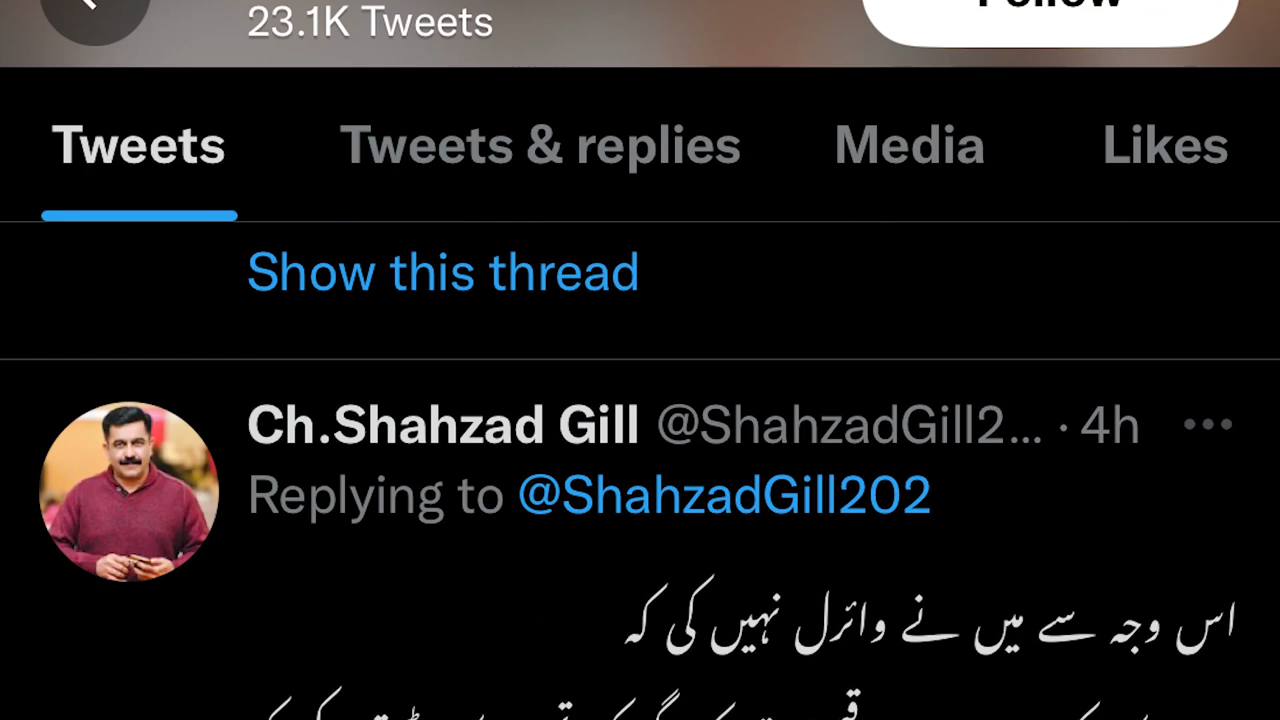 23.1K Tweets
Follow
Tweets Tweets & replies Media Likes
Show this thread
Ch.Shahzad Gill @ShahzadGill2... · 4h
Replying to @ShahzadGill202
اس وجہ سے میں نے وائرل نہیں کی کہ